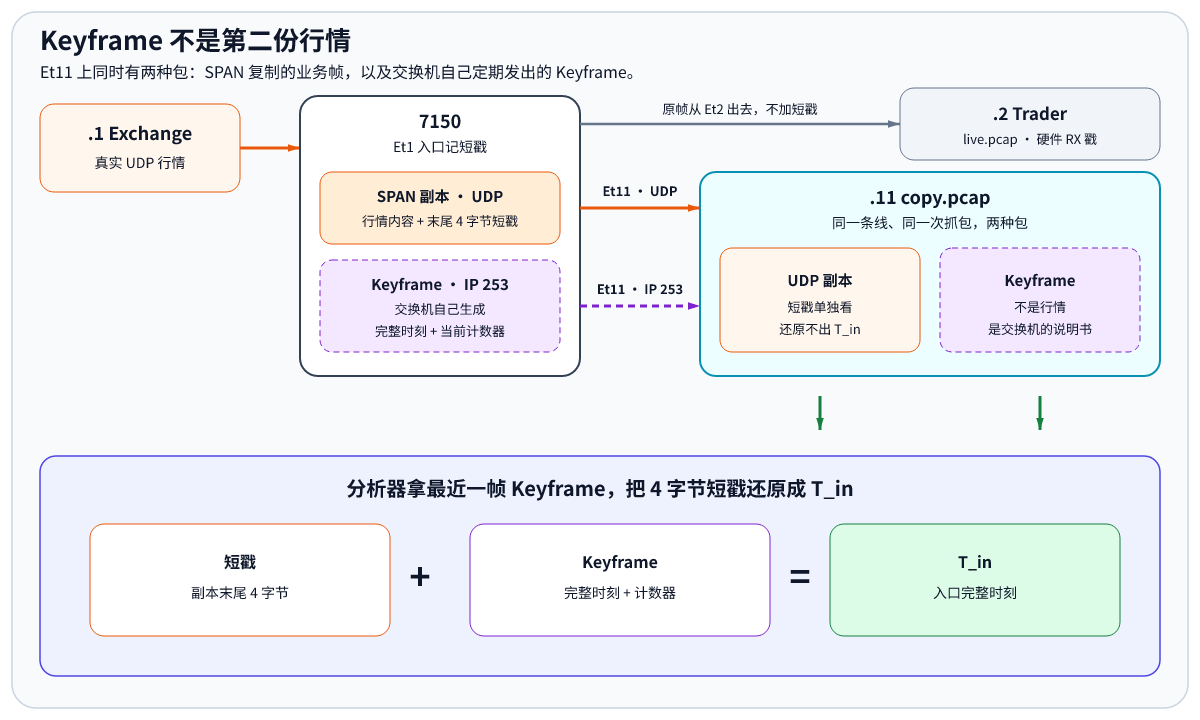 Keyframe 不是第二份行情
Et11 上同时有两种包：SPAN 复制的业务帧，以及交换机自己定期发出的 Keyframe。
.1 Exchange
真实 UDP 行情
7150
Et1 入口记短戳
SPAN 副本 · UDP
行情内容 + 末尾 4 字节短戳
Keyframe · IP 253
交换机自己生成
完整时刻 + 当前计数器
原帧从 Et2 出去，不加短戳
Et11 · UDP
Et11 · IP 253
.2 Trader
live.pcap · 硬件 RX 戳
.11 copy.pcap
同一条线、同一次抓包，两种包
UDP 副本
短戳单独看
还原不出 T_in
Keyframe
不是行情
是交换机的说明书
分析器拿最近一帧 Keyframe，把 4 字节短戳还原成 T_in
短戳
副本末尾 4 字节
+
Keyframe
完整时刻 + 计数器
=
T_in
入口完整时刻